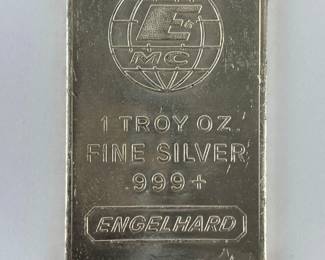 E
MC
1 TROY OZ.
FINE SILVER
.999+
ENGELHARD